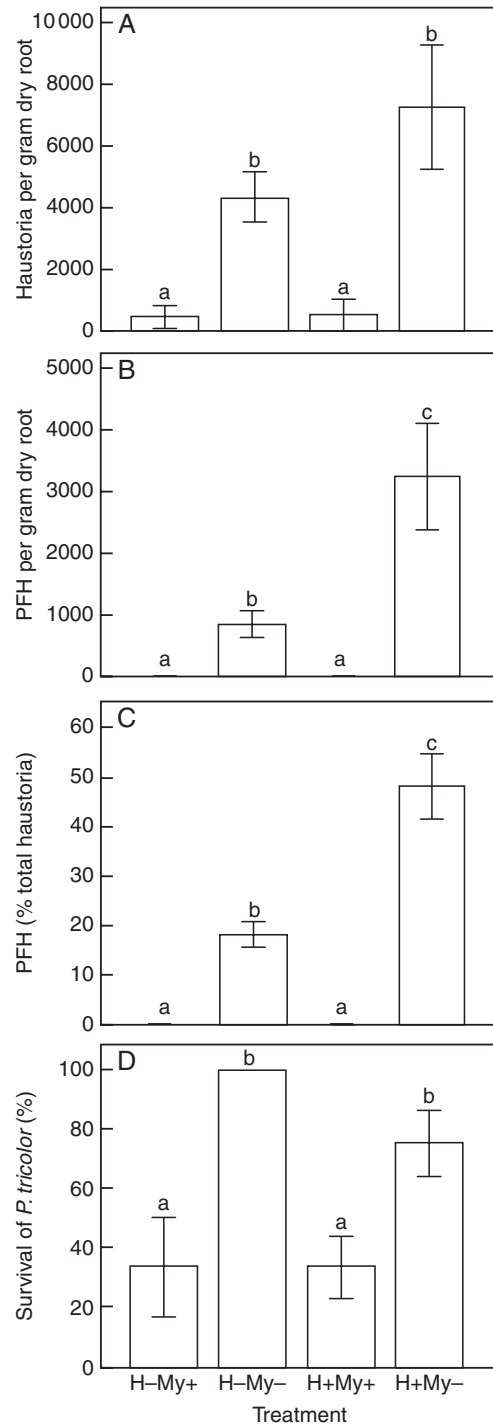 A
Haustoria per gram dry root
10 000
8000
6000
4000
2000
0
a
b
a
b
B
PFH per gram dry root
5000
4000
3000
2000
1000
0
a
b
a
c
C
PFH (% total haustoria)
60
50
40
30
20
10
0
a
b
a
c
D
Survival of P. tricolor (%)
100
80
60
40
20
0
a
b
a
b
H–My+ H–My– H+My+ H+My–
Treatment